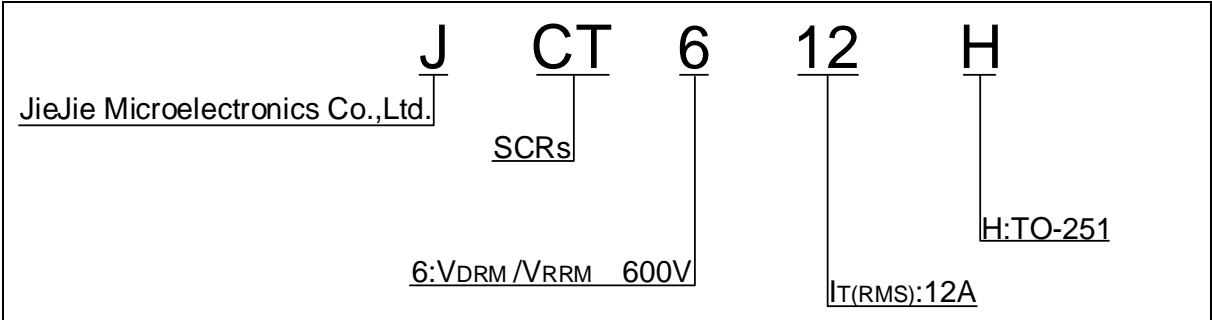 J CT 6 12 H
JieJie Microelectronics Co.,Ltd.
SCRs
H:TO-251
6:VDRM /VRRM 600V
IT(RMS):12A